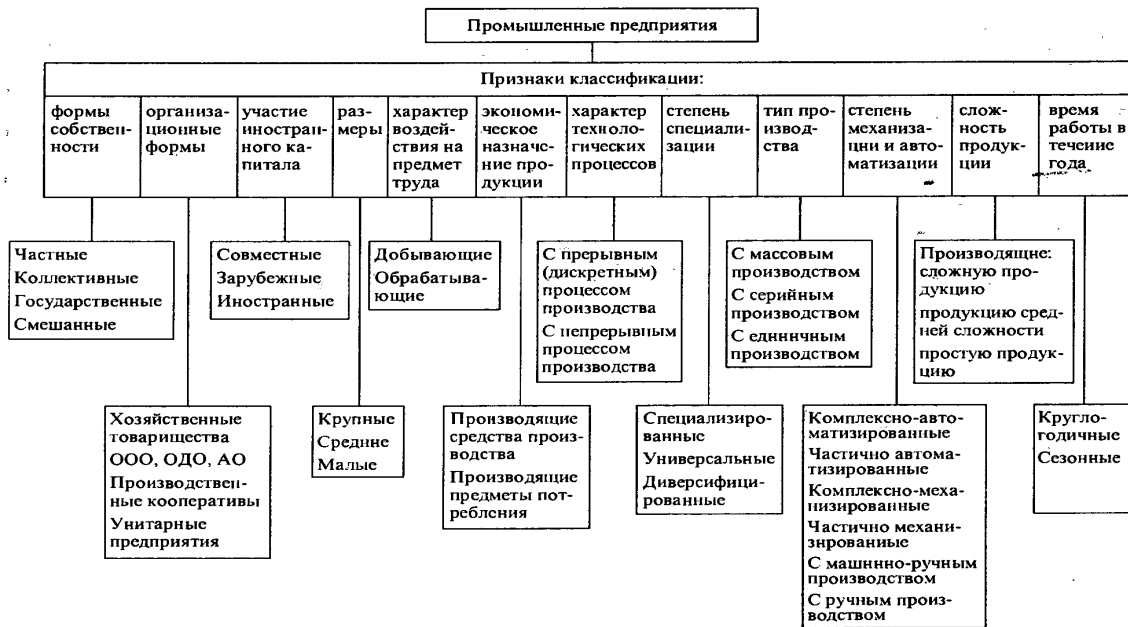 Промышленные предприятия
Признаки классификации:
формы
собствен-
ности
организа-
ционные
формы
участие
иностран-
ного ка-
питала
раз-
меры
характер
воздей-
ствия на
предмет
труда
экономи-
ческое
назначе-
ние про-
дукции
характер
техноло-
гических
процессов
степень
специали-
зации
тип про-
извод-
ства
степень
механиза-
ции и авто-
матизации
слож-
ность
продук-
ции
время
работы в
течение
года
Частные
Коллективные
Государственные
Смешанные
Совместные
Зарубежные
Иностранные
Добывающие
Обрабатыва-
ющие
С прерывным
(дискретным)
процессом
производства
С непрерывным
процессом
производства
С массовым
производством
С серийным
производством
С единичным
производством
Производящие:
сложную про-
дукцию
продукцию сред-
ней сложности
простую продук-
цию
Хозяйственные
товарищества
ООО, ОДО, АО
Производствен-
ные кооперативы
Унитарные
предприятия
Крупные
Средние
Малые
Производящие
средства произ-
водства
Производящие
предметы пот-
ребления
Специализиро-
ванные
Универсальные
Диверсифици-
рованные
Комплексно-авто-
матизированные
Частично автома-
тизированные
Комплексно-меха-
низированные
Частично механи-
зированные
С машинно-ручным
производством
С ручным произ-
водством
Кругло-
годичные
Сезонные